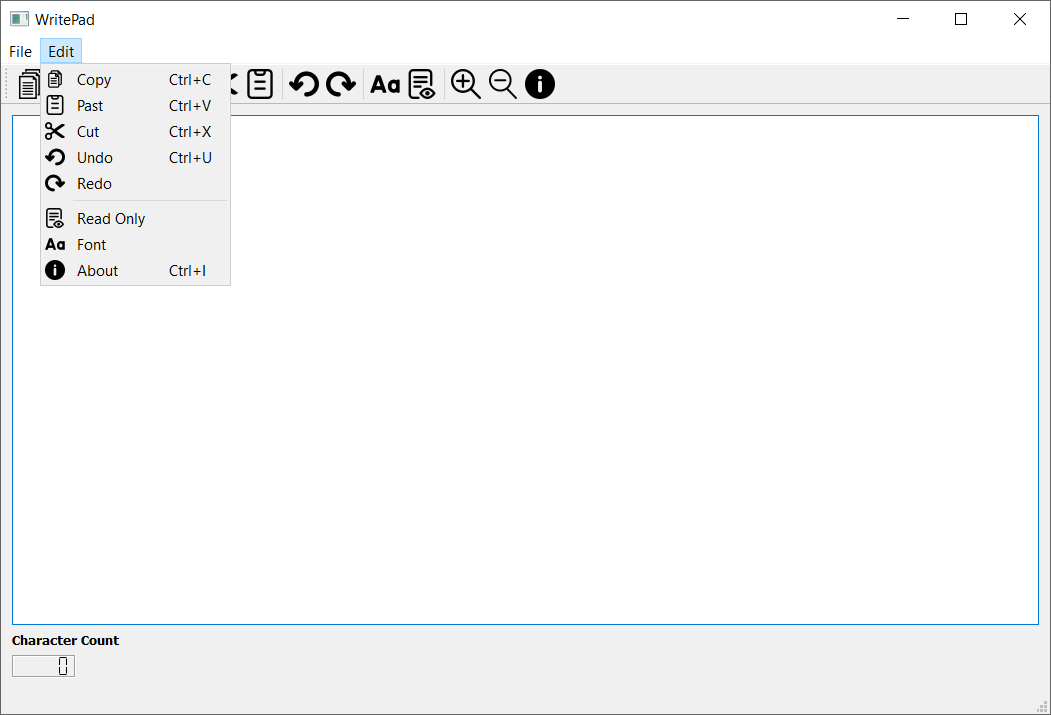 WritePad
File Edit
Aa
Copy Ctrl+C
Past Ctrl+V
Cut Ctrl+X
Undo Ctrl+U
Redo
Read Only
Aa Font
About Ctrl+I
Character Count
0